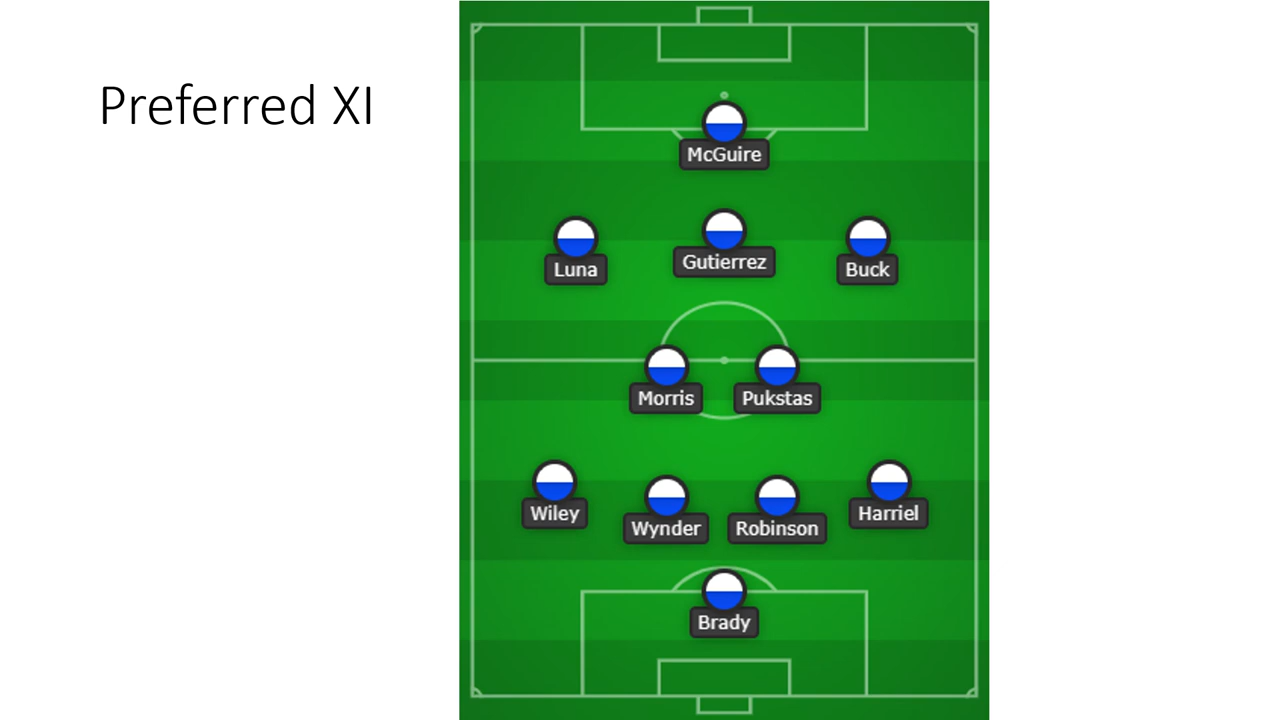 Preferred XI
McGuire
Luna
Gutierrez
Buck
Morris
Pukstas
Wiley
Wynder
Robinson
Harriel
Brady